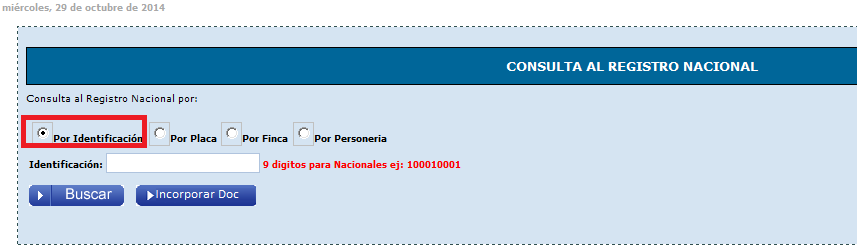 miércoles, 29 de octubre de 2014
CONSULTA AL REGISTRO NACIONAL
Consulta al Registro Nacional por:
Por Identificación Por Placa Por Finca Por Personeria
Identificación: 9 digitos para Nacionales ej: 100010001
Buscar Incorporar Doc